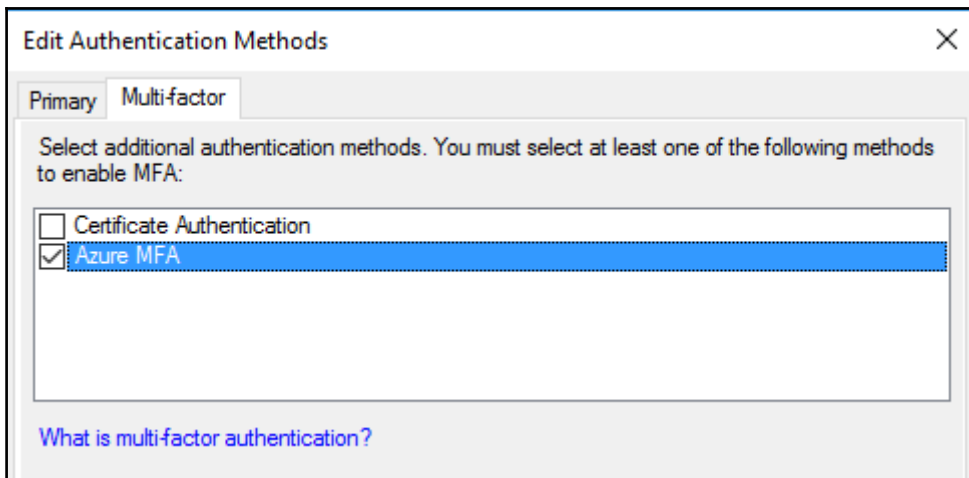 Edit Authentication Methods
Primary Multi-factor
Select additional authentication methods. You must select at least one of the following methods
to enable MFA:
Certificate Authentication
Azure MFA
What is multi-factor authentication?